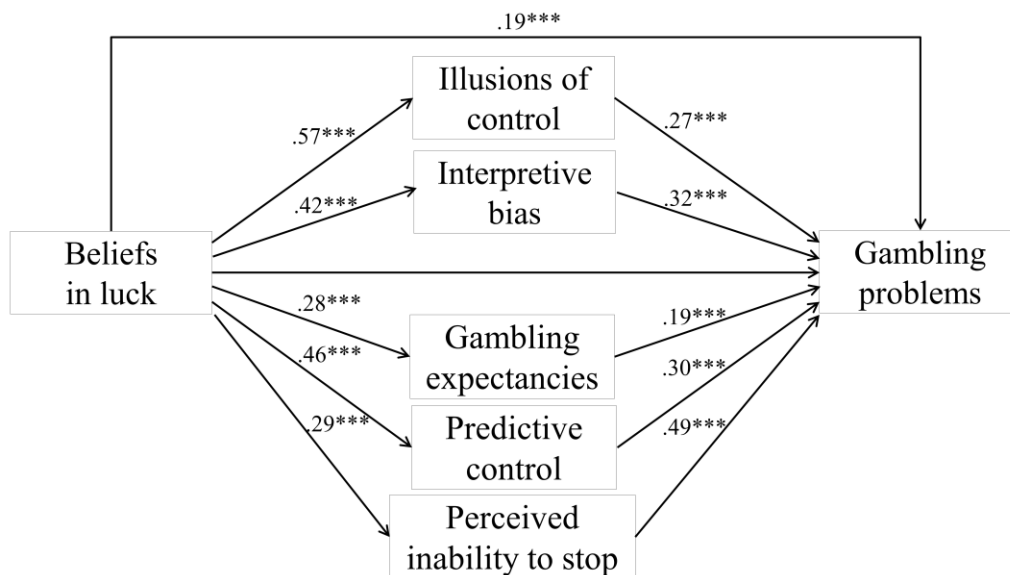 .19***
Illusions of
control
.57***
.27***
Interpretive
bias
.42***
.32***
Beliefs
in luck
Gambling
problems
.28***
.19***
Gambling
expectancies
.46***
.30***
Predictive
control
.29***
.49***
Perceived
inability to stop